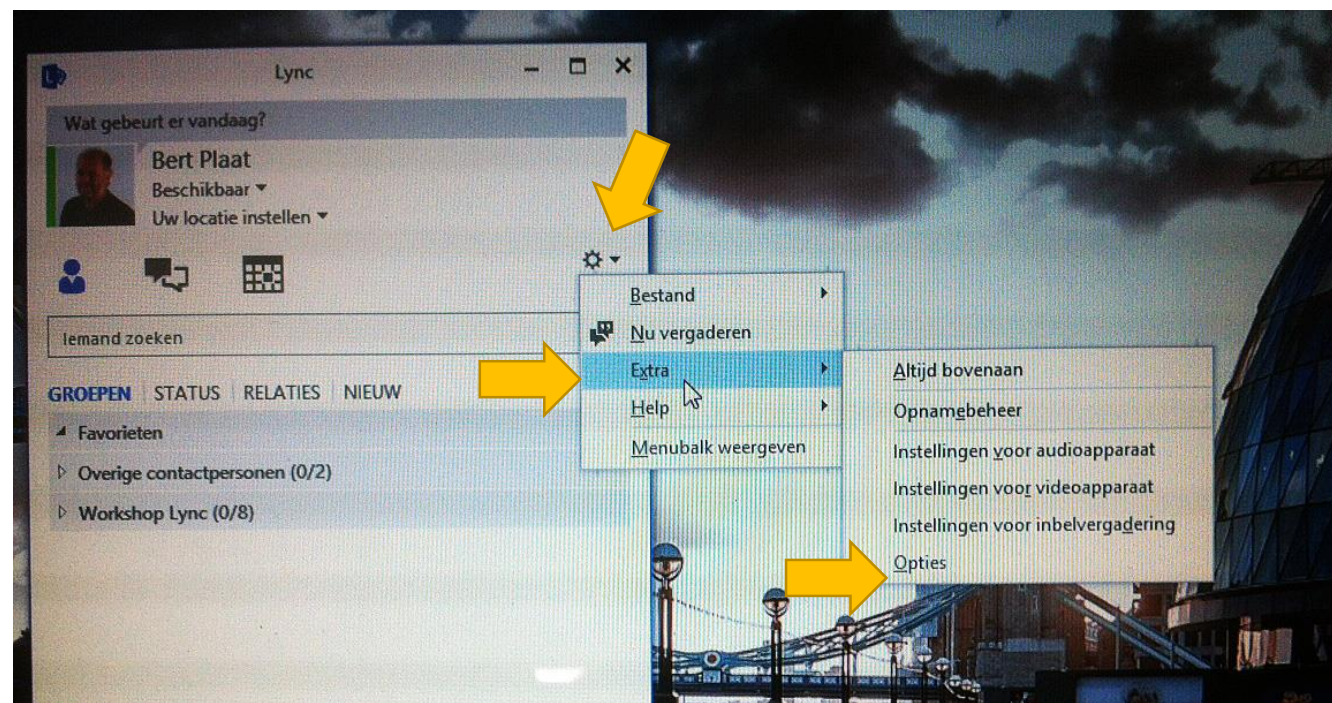 Lync
Wat gebeurt er vandaag?
Bert Plaat
Beschikbaar
Uw locatie instellen
Iemand zoeken
GROEPEN STATUS RELATIES NIEUW
Favorieten
Overige contactpersonen (0/2)
Workshop Lync (0/8)
Bestand
Nu vergaderen
Extra
Help
Menubalk weergeven
Altijd bovenaan
Opnamebeheer
Instellingen voor audioapparaat
Instellingen voor videoapparaat
Instellingen voor inbelvergadering
Opties